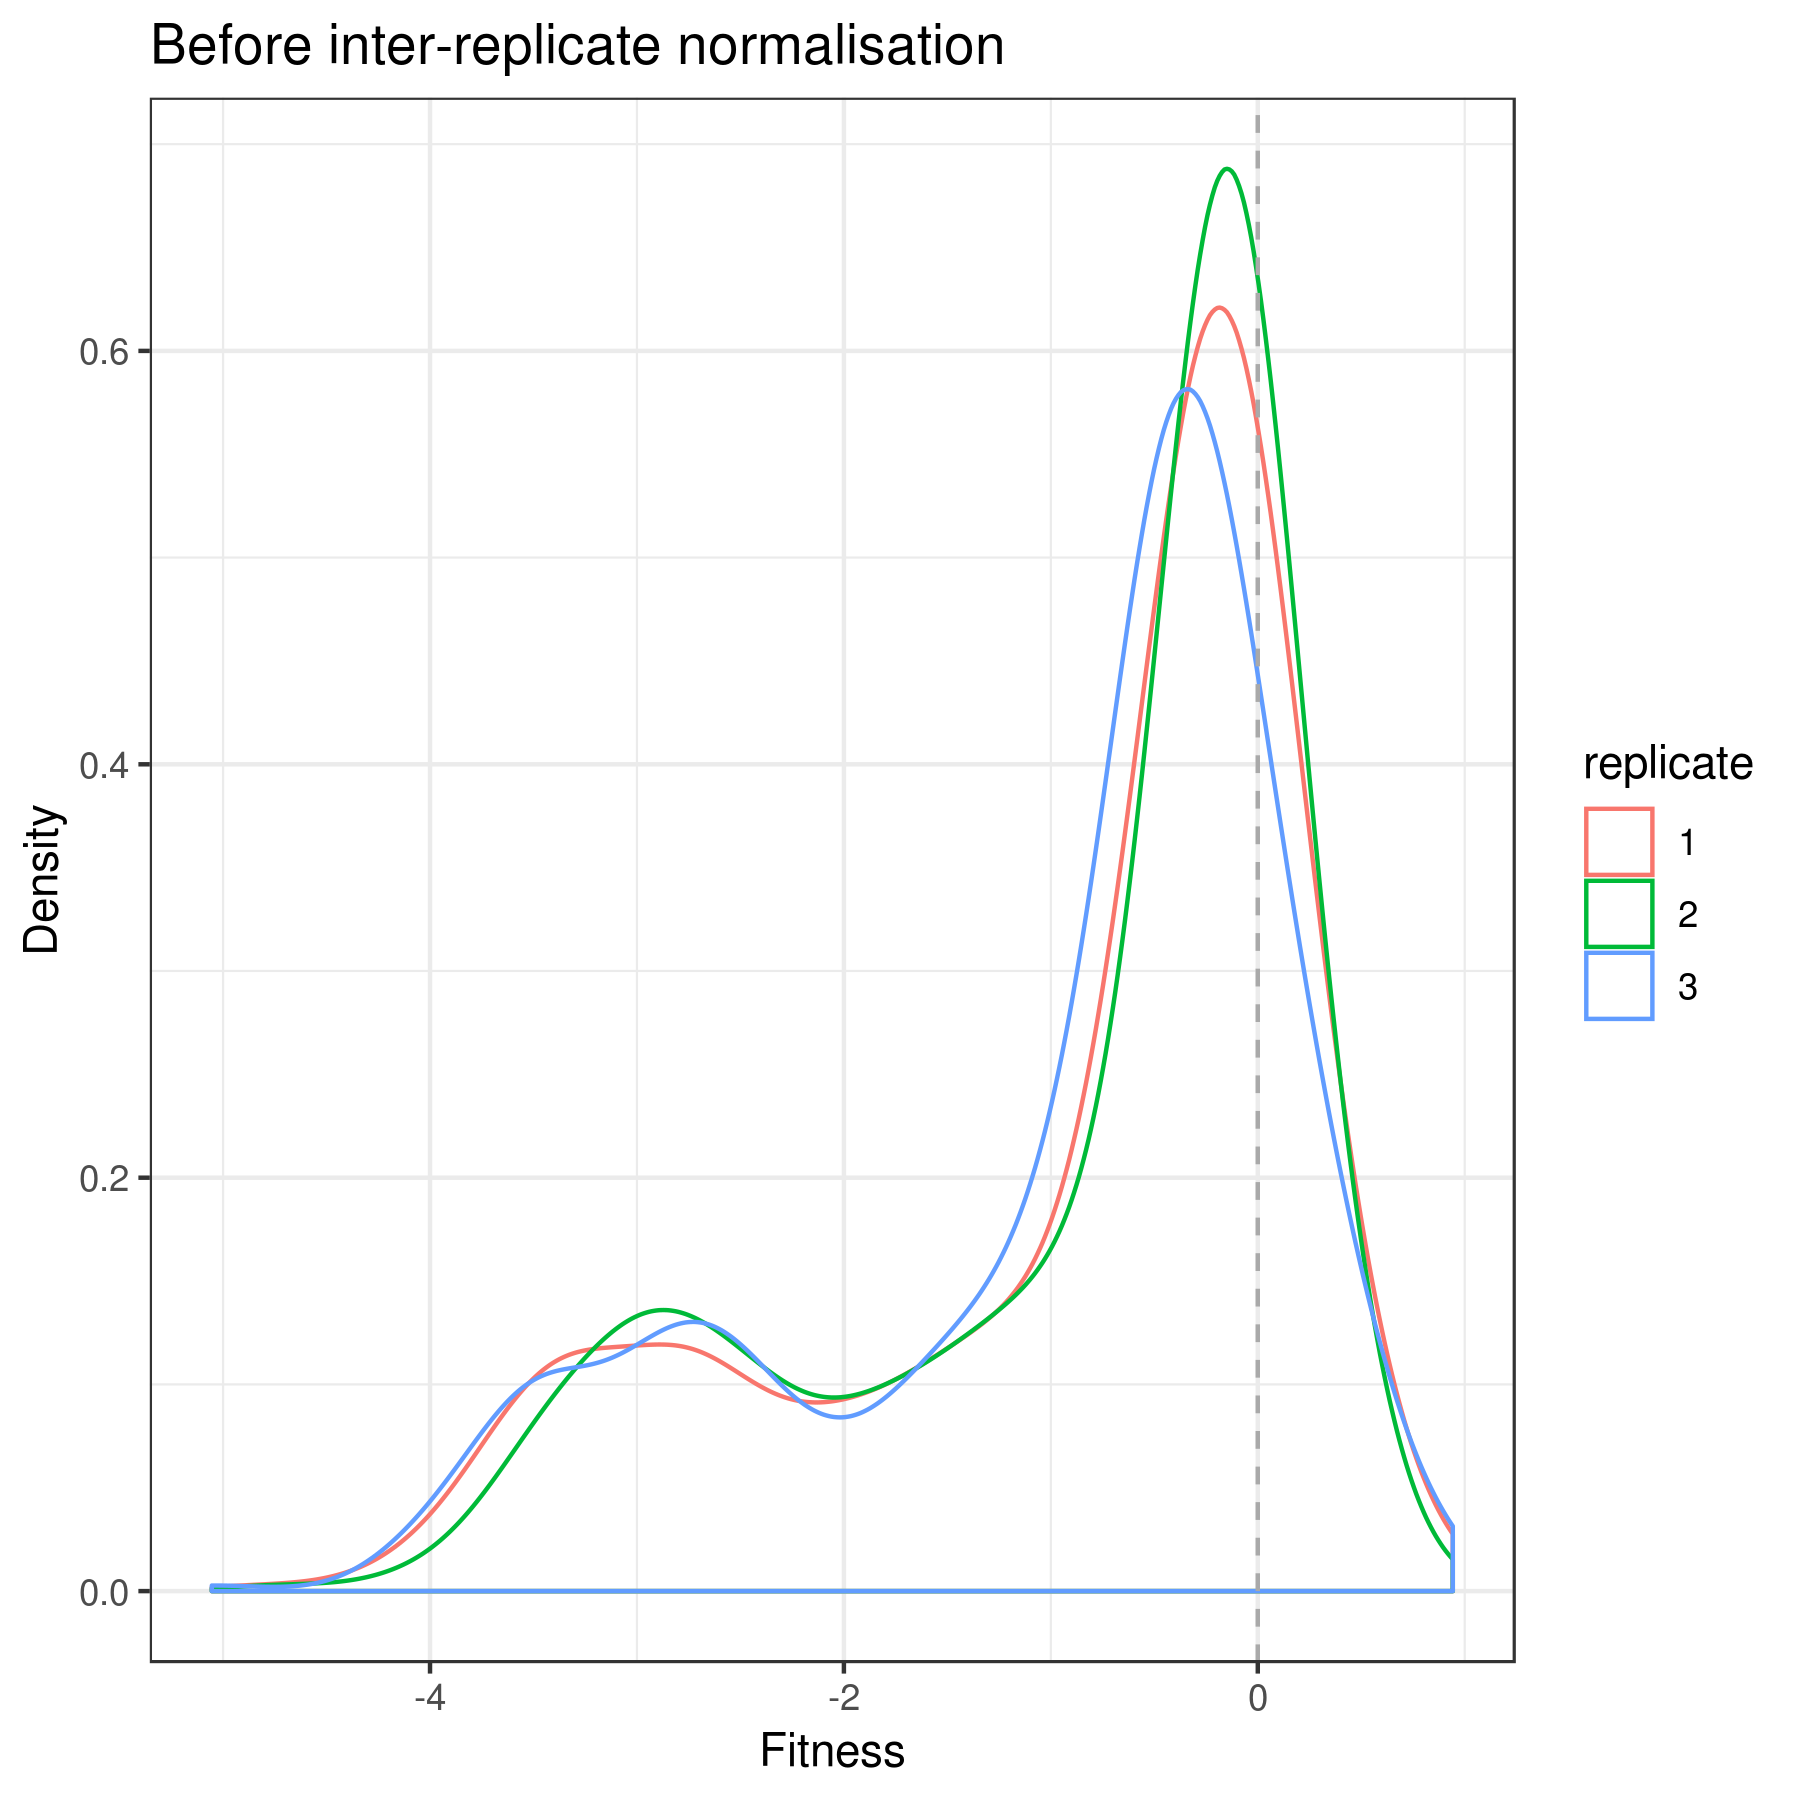 Before inter-replicate normalisation
Density
0.6
0.4
0.2
0.0
-4
-2
0
Fitness
replicate
1
2
3